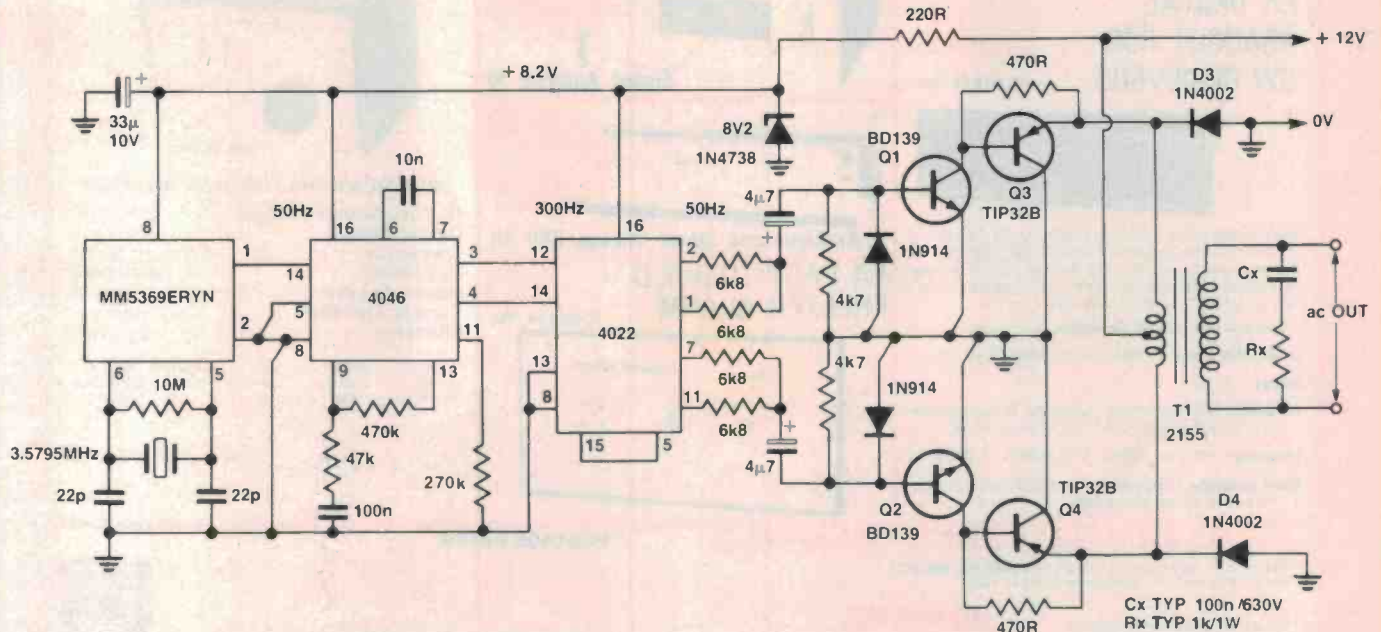 220R
+ 12V
470R
D3
1N4002
0V
+ 8.2V
+
33µ
10V
8V2
1N4738
BD139
Q1
Q3
TIP32B
10n
50Hz
16
6
7
300Hz
16
50Hz
4µ7
+
8
MM5369ERYN
1
2
6
5
14
5
8
4046
3
4
11
9
13
12
14
13
8
4022
2
1
7
11
15
5
6k8
6k8
6k8
6k8
4k7
4k7
1N914
1N914
+
4µ7
Cx
Rx
ac OUT
T1
2155
10M
3.5795MHz
22p
22p
470k
47k
100n
270k
Q2
BD139
TIP32B
Q4
470R
D4
1N4002
Cx TYP 100n/630V
Rx TYP 1k/1W